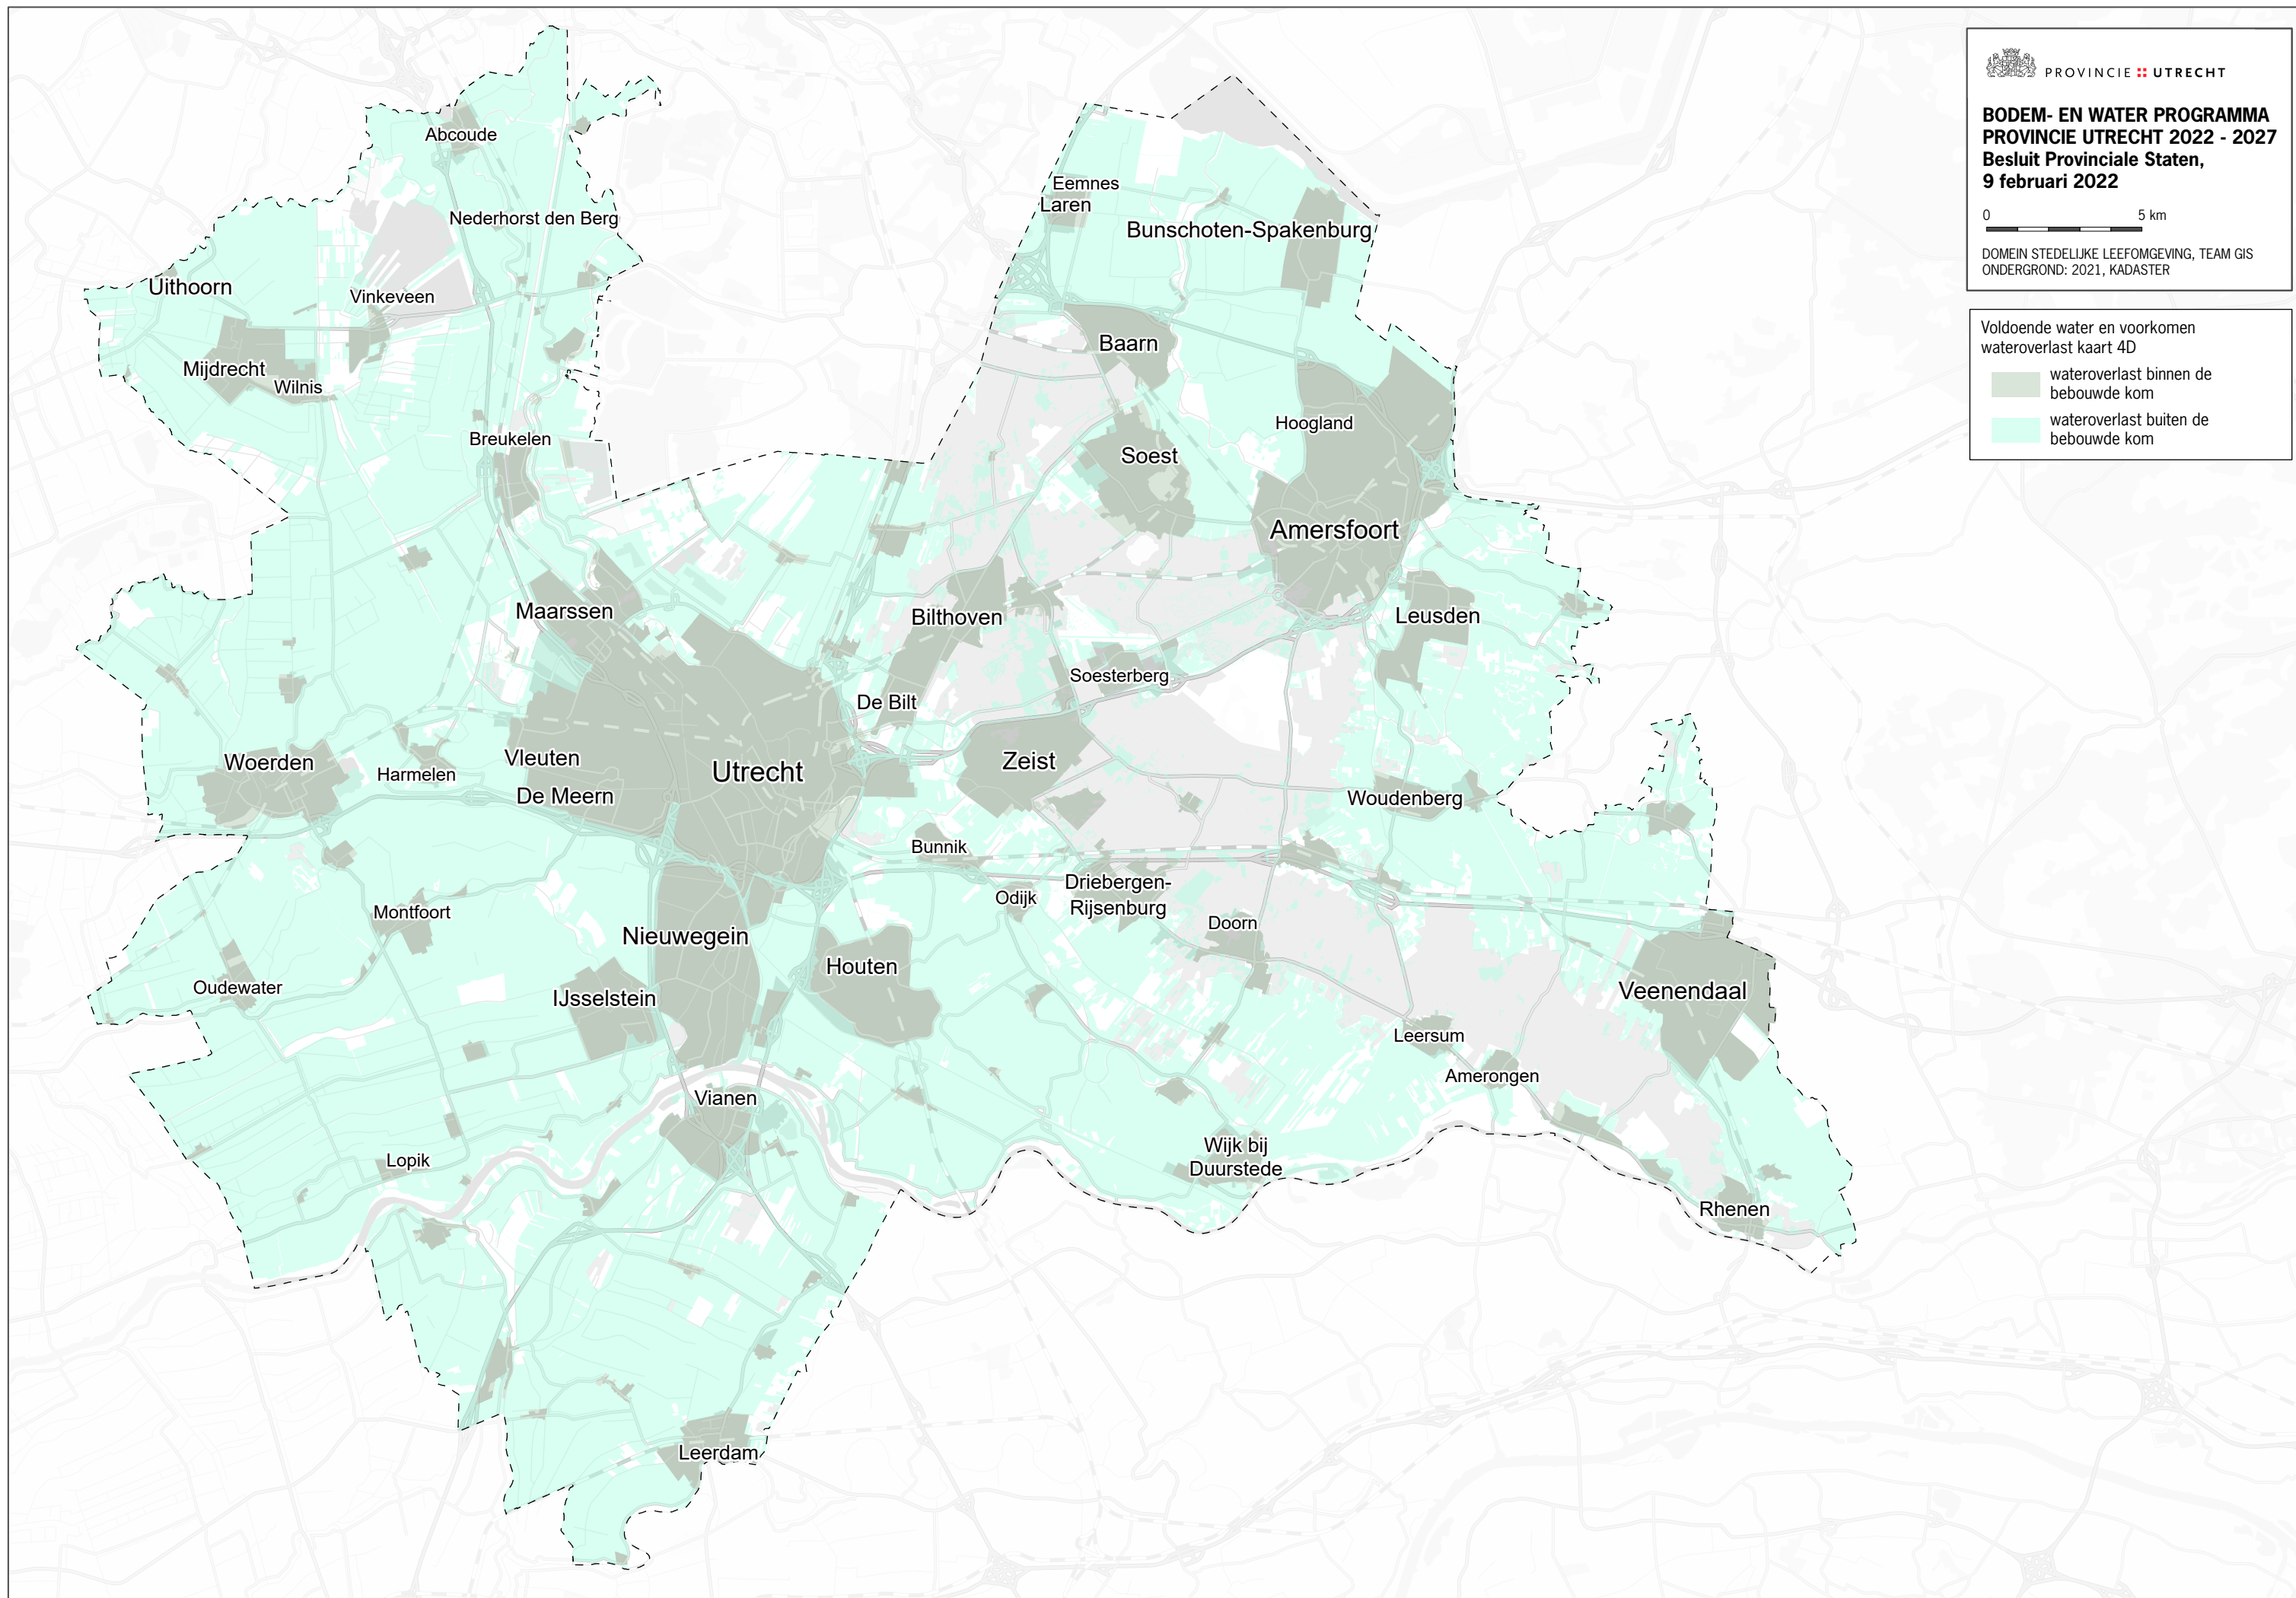 PROVINCIE UTRECHT
BODEM- EN WATER PROGRAMMA
PROVINCIE UTRECHT 2022 - 2027
Besluit Provinciale Staten,
9 februari 2022
0 5 km
DOMEIN STEDELIJKE LEEFOMGEVING, TEAM GIS
ONDERGROND: 2021, KADASTER
Voldoende water en voorkomen
wateroverlast kaart 4D
wateroverlast binnen de
bebouwde kom
wateroverlast buiten de
bebouwde kom
Abcoude
Eemnes
Laren
Nederhorst den Berg
Bunschoten-Spakenburg
Uithoorn
Vinkeveen
Baarn
Mijdrecht
Wilnis
Hoogland
Breukelen
Soest
Amersfoort
Maarssen
Bilthoven
Leusden
Soesterberg
De Bilt
Vleuten
Woerden
Harmelen
Utrecht
Zeist
De Meern
Woudenberg
Bunnik
Driebergen-
Rijsenburg
Odijk
Montfoort
Doorn
Nieuwegein
Houten
Oudewater
IJsselstein
Veenendaal
Leersum
Amerongen
Vianen
Wijk bij
Duurstede
Lopik
Rhenen
Leerdam